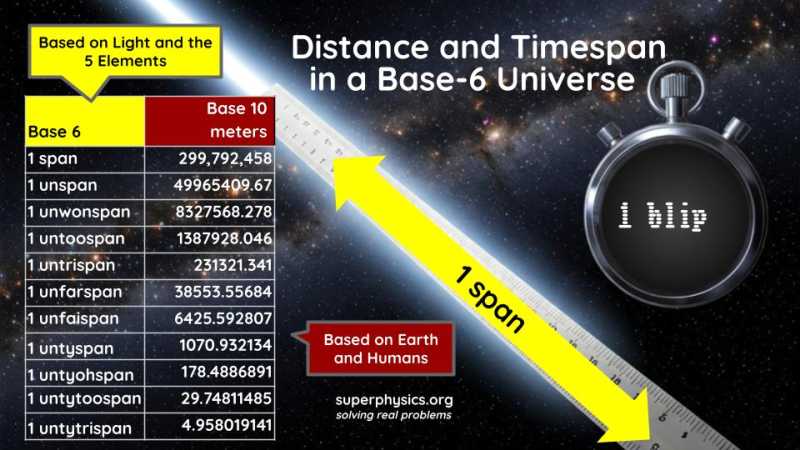 Based on Light and the
5 Elements
Distance and Timespan
in a Base-6 Universe
Base 6
Base 10
meters
1 span 299,792,458
1 unspan 49965409.67
1 unwonspan 8327568.278
1 untoospan 1387928.046
1 untrispan 231321.341
1 unfarspan 38553.55684
1 unfaispan 6425.592807
1 untyspan 1070.932134
1 untyohspan 178.4886891
1 untytoospan 29.74811485
1 untytrispan 4.958019141
1 blip
1 span
Based on Earth
and Humans
superphysics.org
solving real problems